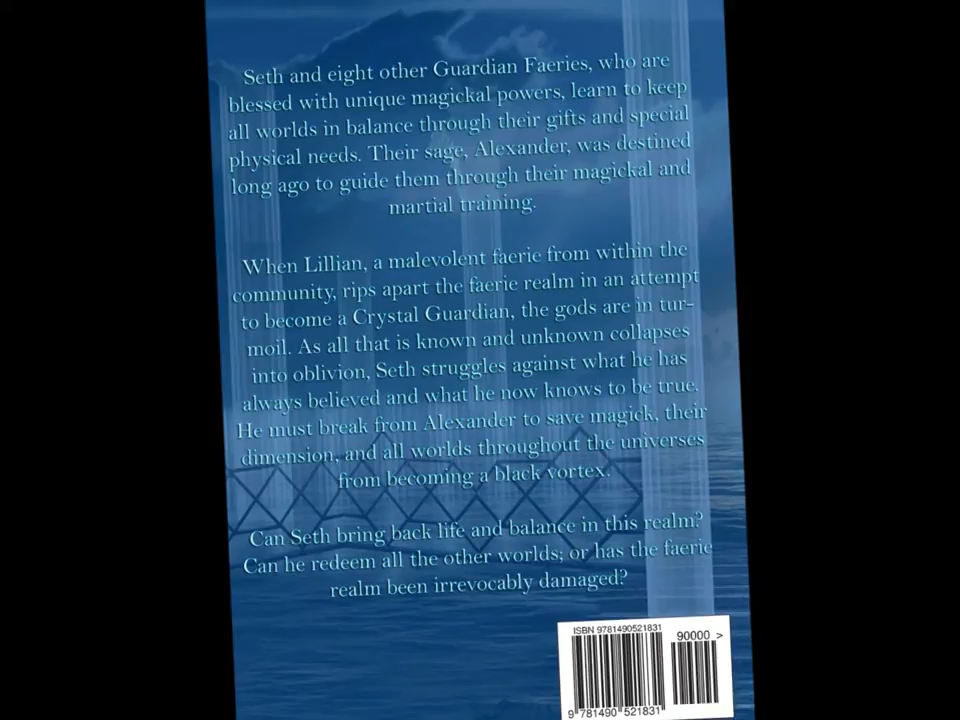 Seth and eight other Guardian Faeries, who are
blessed with unique magickal powers, learn to keep
all worlds in balance through their gifts and special
physical needs. Their sage, Alexander, was destined
long ago to guide them through their magickal and
martial training.
When Lillian, a malevolent faerie from within the
community, rips apart the faerie realm in an attempt
to become a Crystal Guardian, the gods are in tur-
moil. As all that is known and unknown collapses
into oblivion, Seth struggles against what he has
always believed and what he now knows to be true.
He must break from Alexander to save magick, their
dimension, and all worlds throughout the universes
from becoming a black vortex.
Can Seth bring back life and balance in this realm?
Can he redeem all the other worlds; or has the faerie
realm been irrevocably damaged?
ISBN 9781490521831
90000 >
9 781490 521831